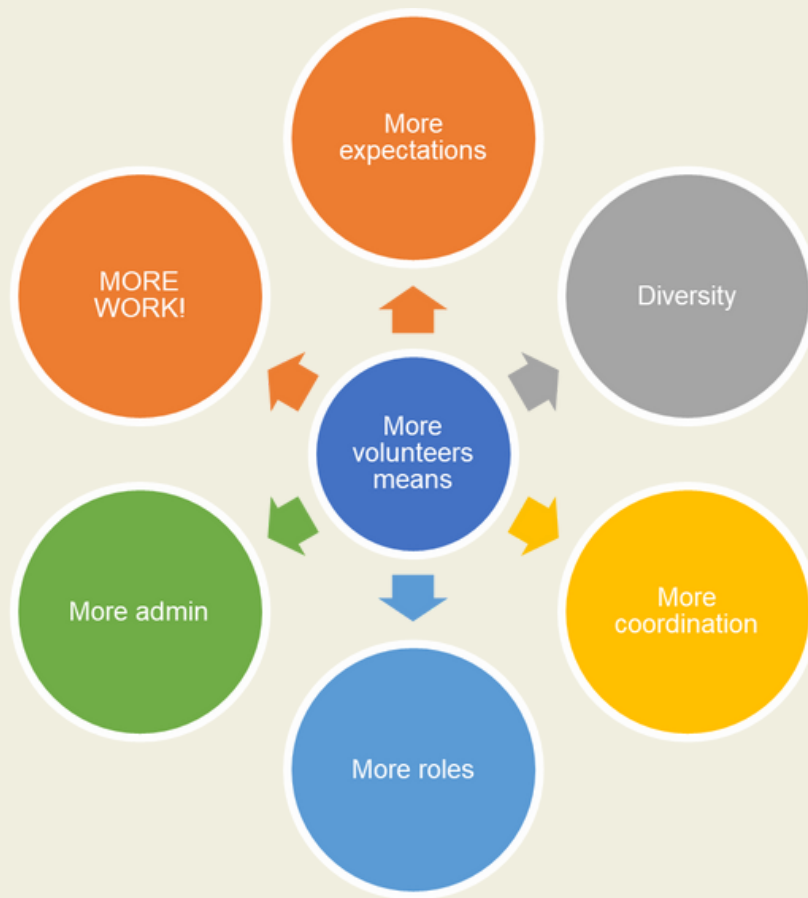 More
expectations
Diversity
More
coordination
More roles
More admin
MORE
WORK!
More
volunteers
means